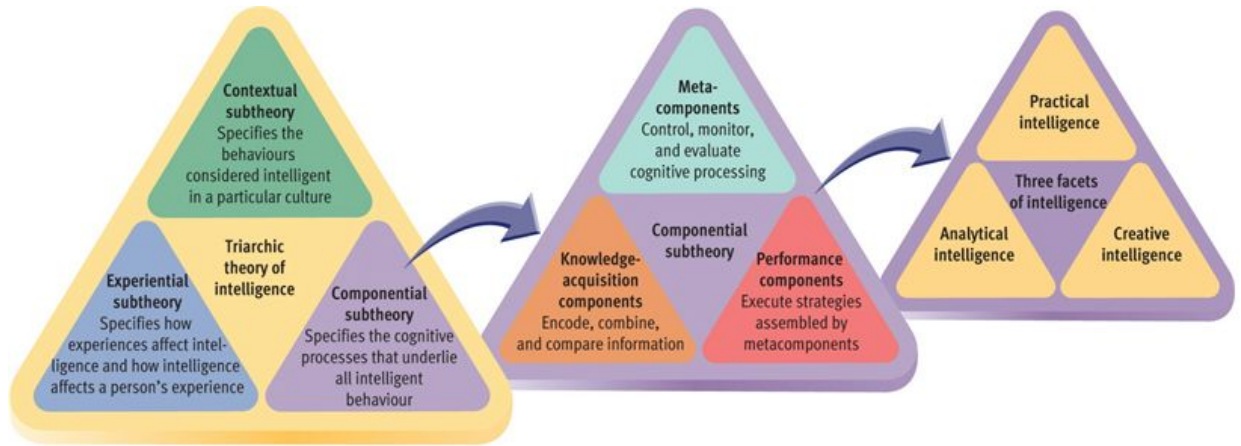 Contextual
subtheory
Specifies the
behaviours
considered intelligent
in a particular culture
Triarchic
theory of
intelligence
Experiential
subtheory
Specifies how
experiences affect intel-
ligence and how intelligence
affects a person's experience
Componential
subtheory
Specifies the cognitive
processes that underlie
all intelligent
behaviour
Meta-
components
Control, monitor,
and evaluate
cognitive processing
Componential
subtheory
Knowledge-
acquisition
components
Encode, combine,
and compare information
Performance
components
Execute strategies
assembled by
metacomponents
Practical
intelligence
Three facets
of intelligence
Analytical
intelligence
Creative
intelligence